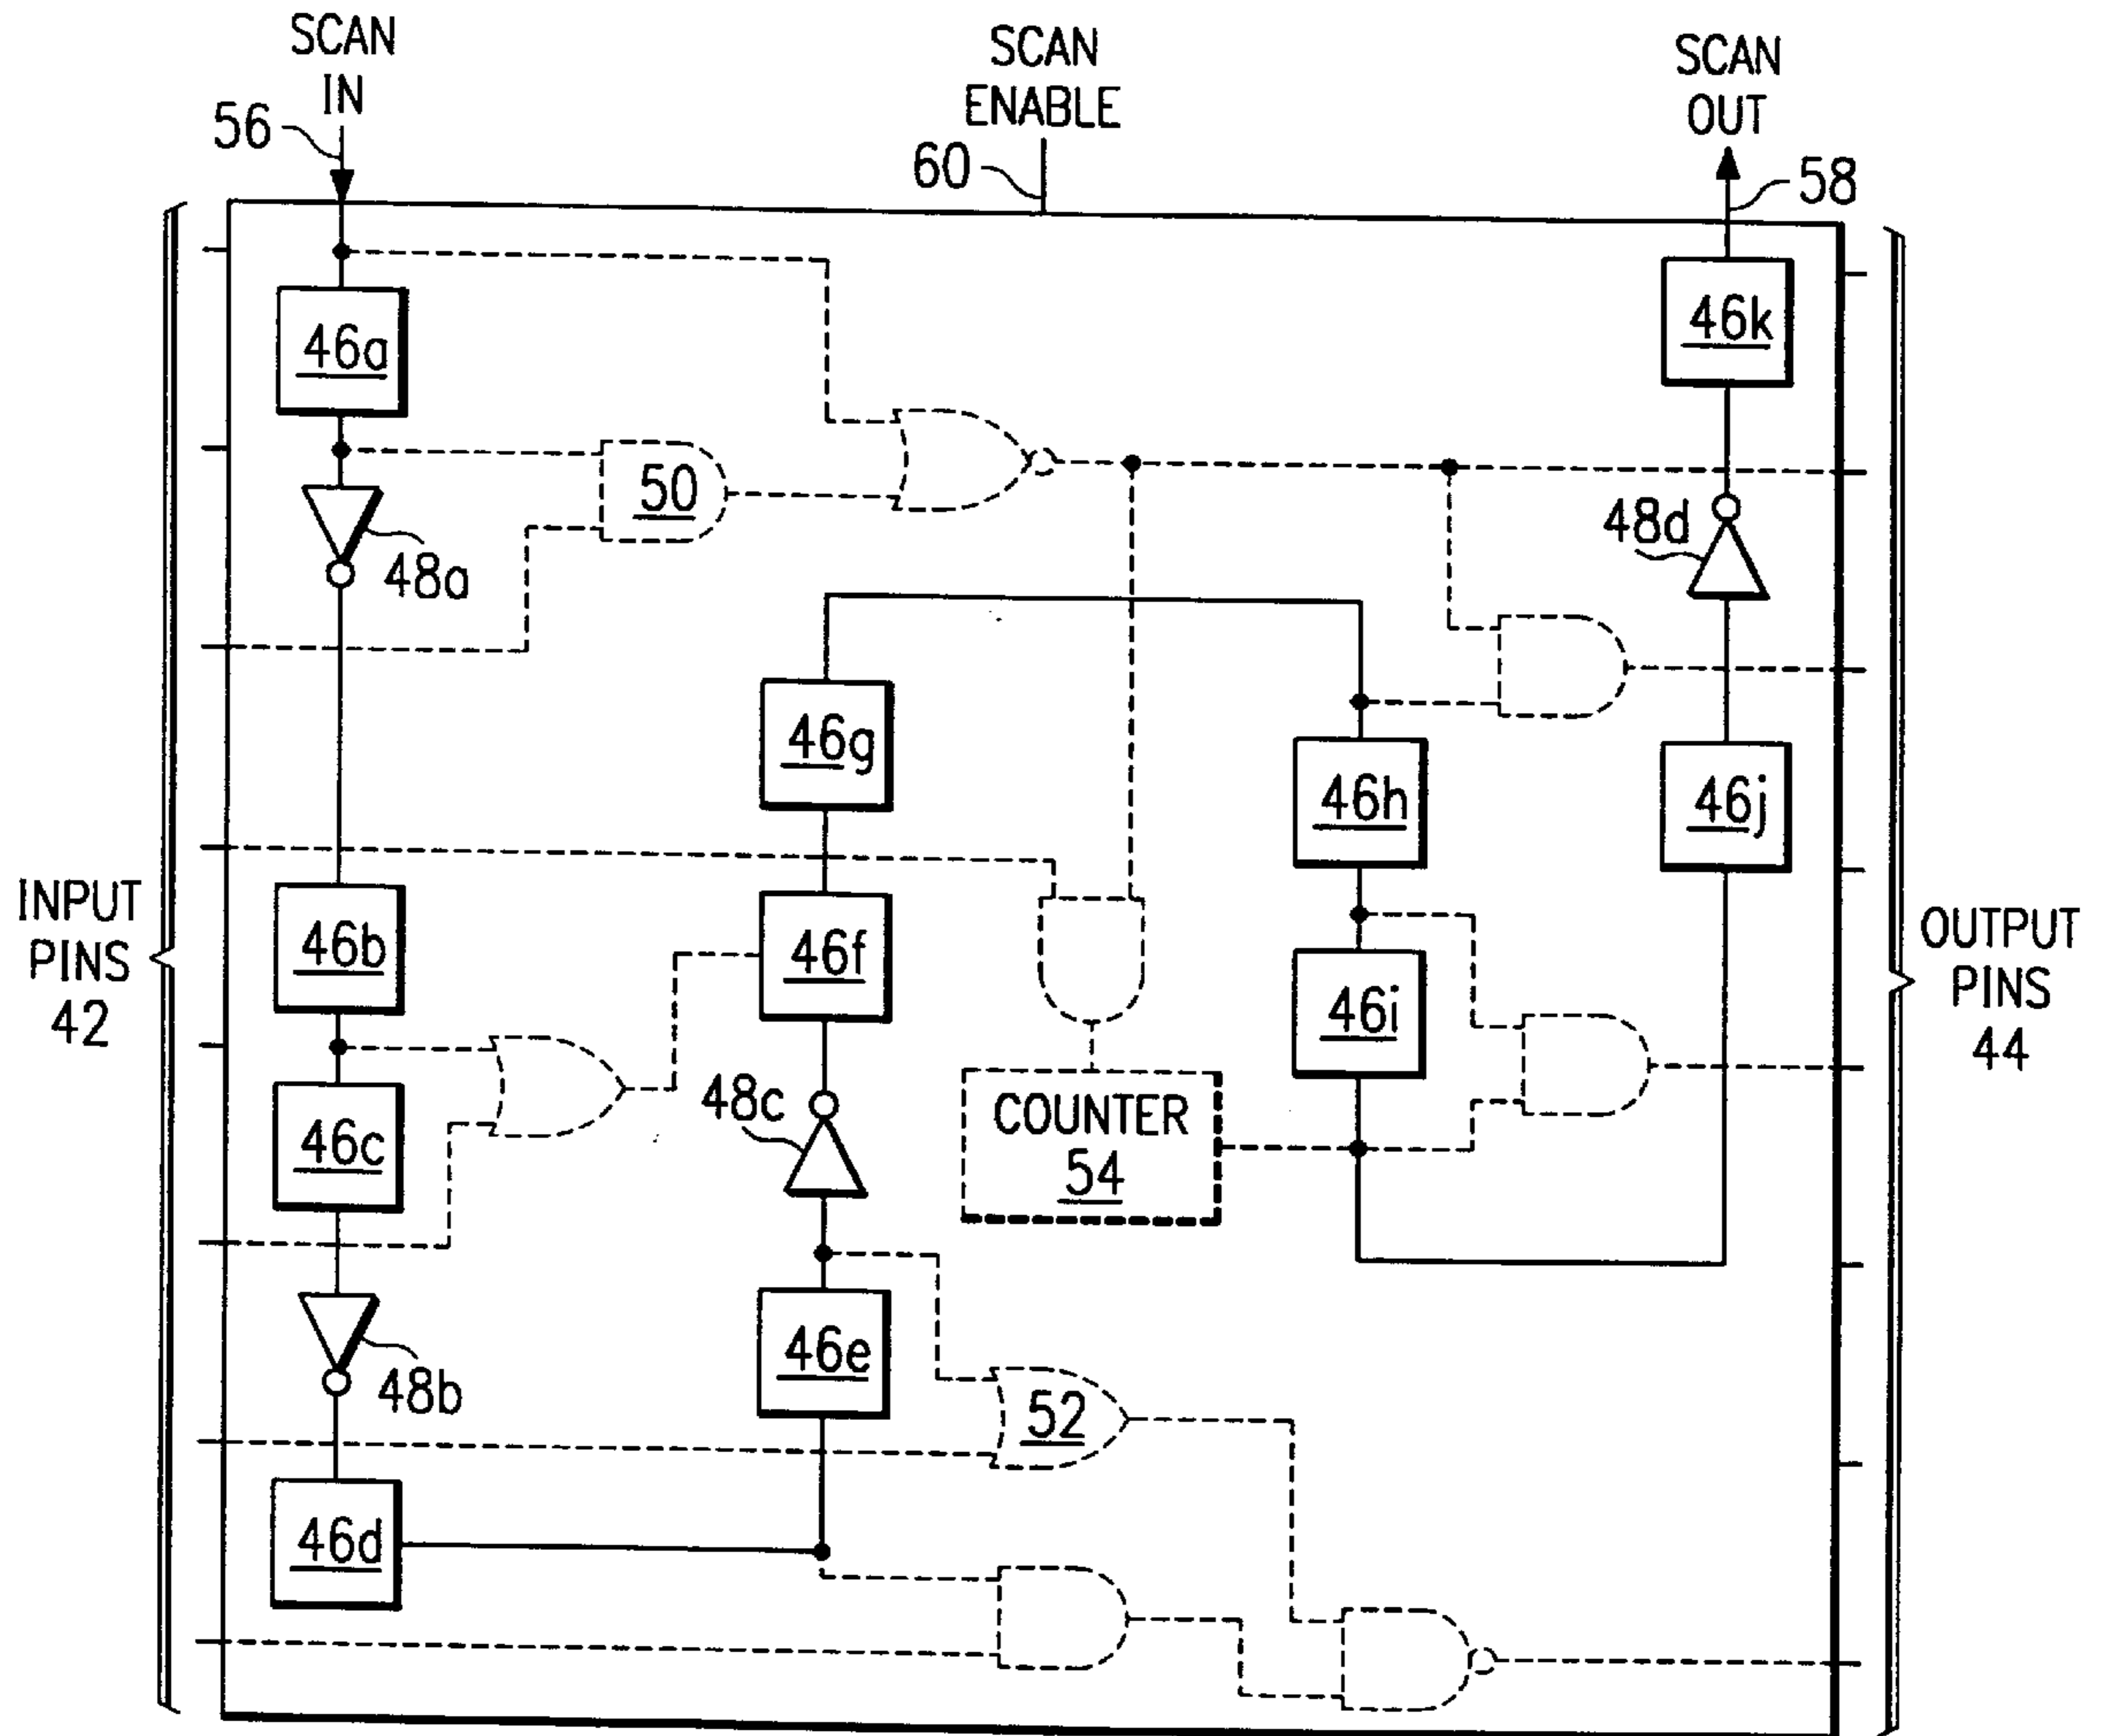 SCAN
IN
56
SCAN
ENABLE
60
SCAN
OUT
58
46a
46k
50
48a
48d
46g
46h
46j
INPUT
PINS
42
46b
46f
46i
OUTPUT
PINS
44
46c
48c
COUNTER
54
48b
46e
52
46d